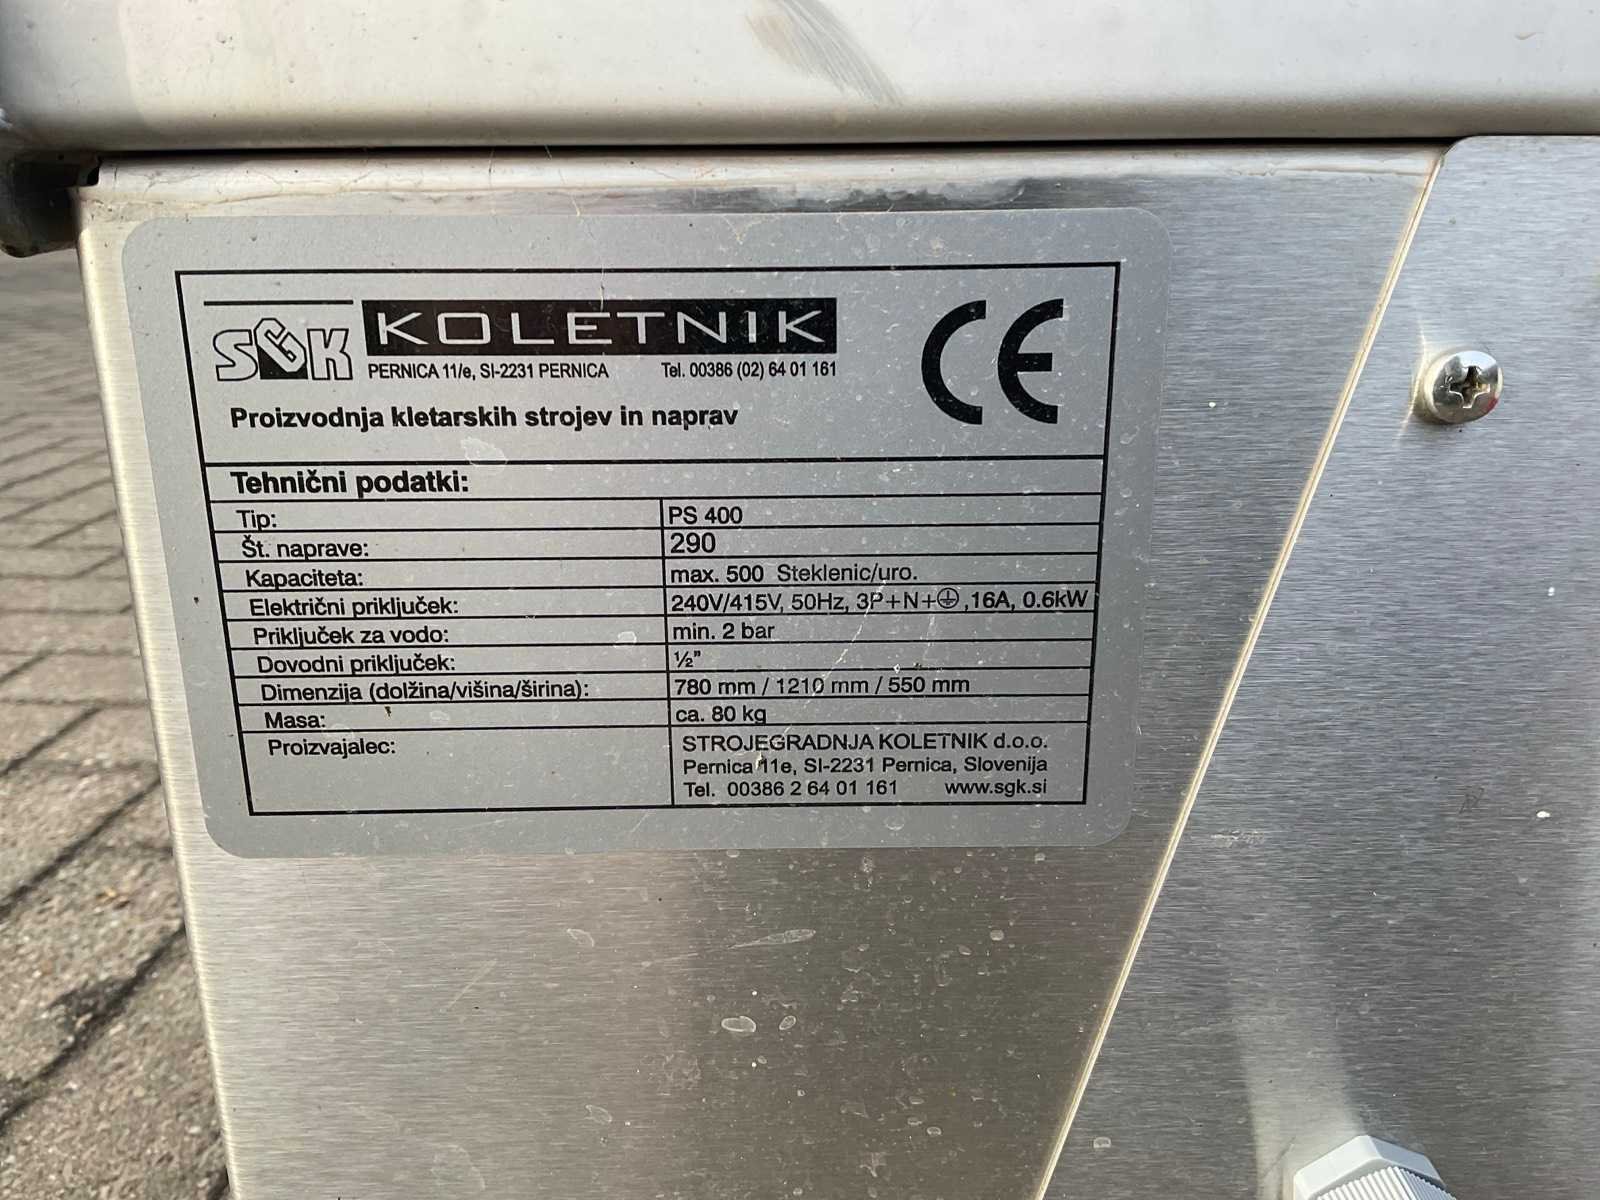 SGK KOLETNIK
PERNICA 11/e, SI-2231 PERNICA Tel. 00386 (02) 64 01 161
Proizvodnja kletarskih strojev in naprav
CE
Tehnični podatki:
Tip: PS 400
Št. naprave: 290
Kapaciteta: max. 500 Steklenic/uro.
Električni priključek: 240V/415V, 50Hz, 3P+N+⏚,16A, 0.6kW
Priključek za vodo: min. 2 bar
Dovodni priključek: ½"
Dimenzija (dolžina/višina/širina): 780 mm / 1210 mm / 550 mm
Masa: ca. 80 kg
Proizvajalec: STROJEGRADNJA KOLETNIK d.o.o.
Pernica 11e, SI-2231 Pernica, Slovenija
Tel. 00386 2 64 01 161 www.sgk.si